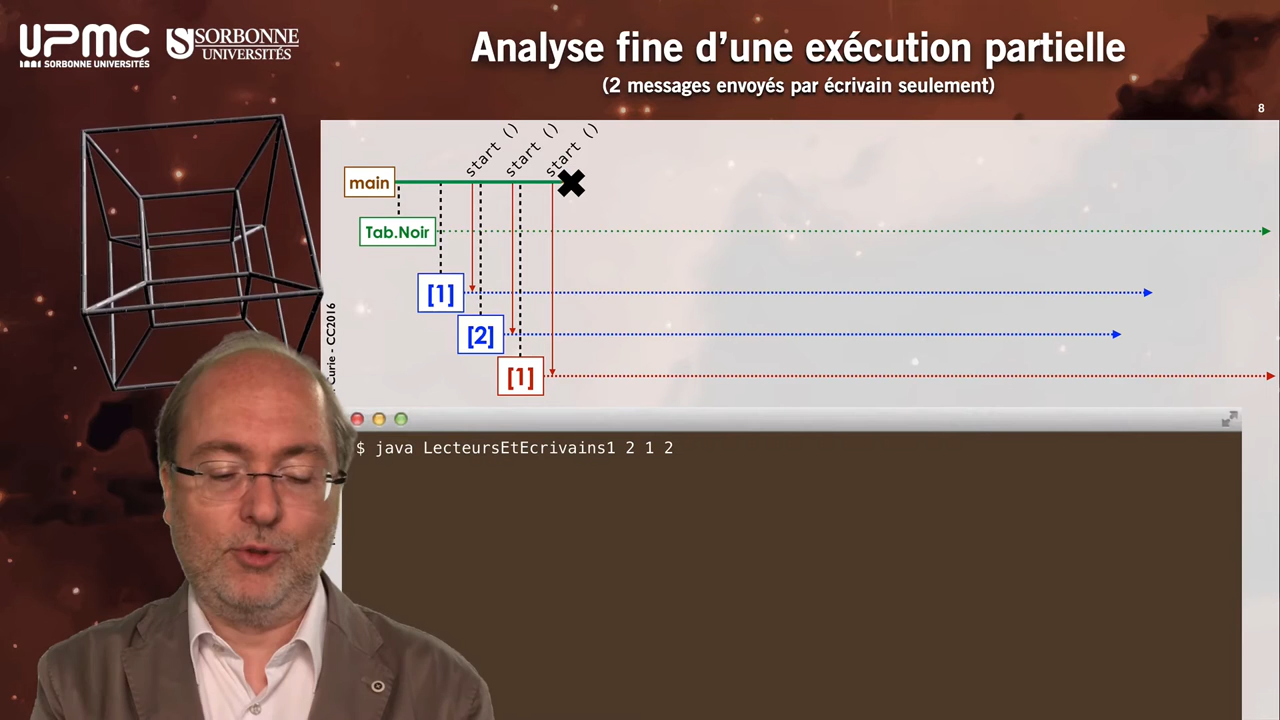 UPMC
SORBONNE UNIVERSITÉS
SORBONNE
UNIVERSITÉS
Analyse fine d'une exécution partielle
(2 messages envoyés par écrivain seulement)
8
start ()
start ()
start ()
main
Tab.Noir
[1]
[2]
[1]
Curie - CC2016
$ java LecteursEtEcrivains1 2 1 2